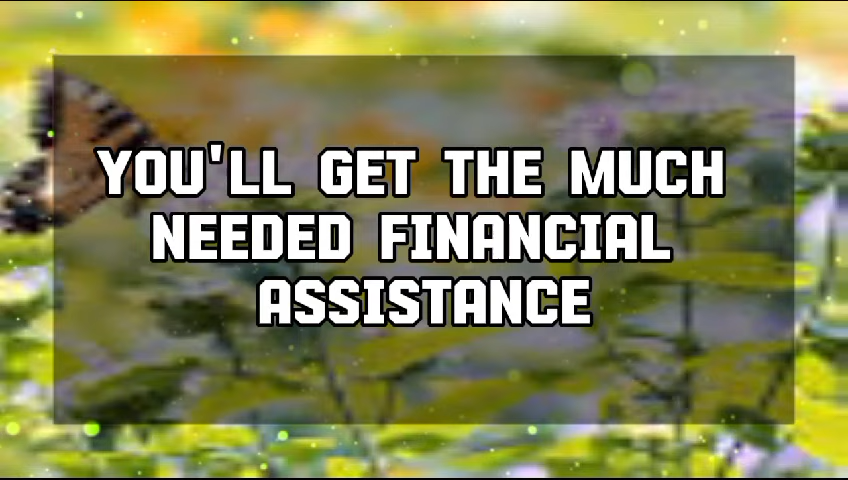 YOU'LL GET THE MUCH
NEEDED FINANCIAL
ASSISTANCE